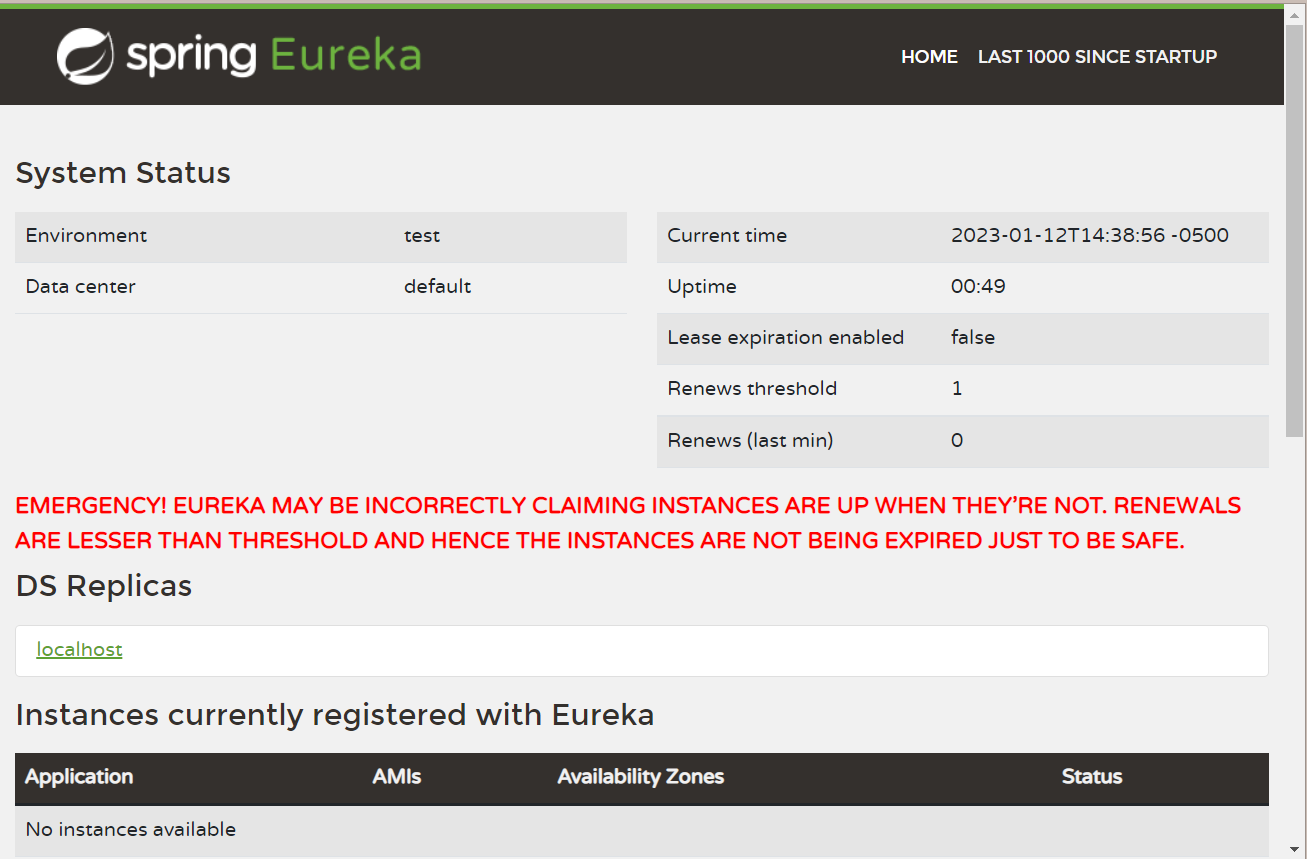 spring Eureka
HOME LAST 1000 SINCE STARTUP
System Status
Environment test
Data center default
Current time 2023-01-12T14:38:56 -0500
Uptime 00:49
Lease expiration enabled false
Renews threshold 1
Renews (last min) 0
EMERGENCY! EUREKA MAY BE INCORRECTLY CLAIMING INSTANCES ARE UP WHEN THEY’RE NOT. RENEWALS
ARE LESSER THAN THRESHOLD AND HENCE THE INSTANCES ARE NOT BEING EXPIRED JUST TO BE SAFE.
DS Replicas
localhost
Instances currently registered with Eureka
Application AMIs Availability Zones Status
No instances available